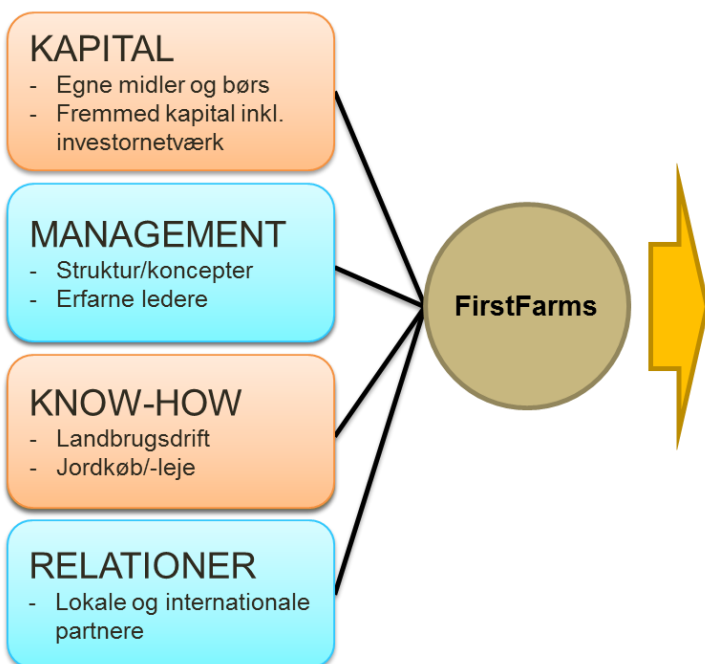 KAPITAL
- Egne midler og børs
- Fremmed kapital inkl.
investornetværk
MANAGEMENT
- Struktur/koncepter
- Erfarne ledere
KNOW-HOW
- Landbrugsdrift
- Jordkøb/-leje
RELATIONER
- Lokale og internationale
partnere
FirstFarms